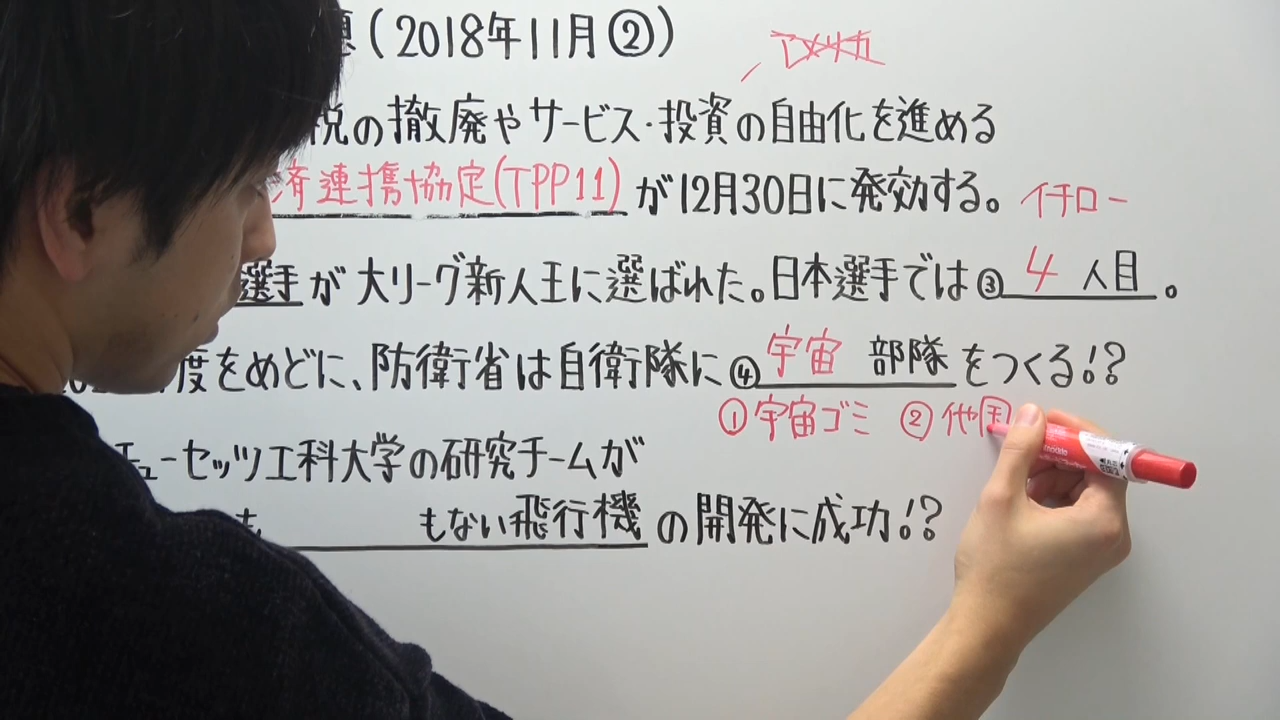 題(2018年11月②)
アメリカ
税の撤廃やサービス・投資の自由化を進める
済連携協定(TPP11)が12月30日に発効する。
イチロー
選手が大リーグ新人王に選ばれた。日本選手では③4人目。
度をめどに、防衛省は自衛隊に④宇宙部隊をつくる!?
①宇宙ゴミ ②他国
チューセッツ工科大学の研究チームが
もない飛行機の開発に成功!?